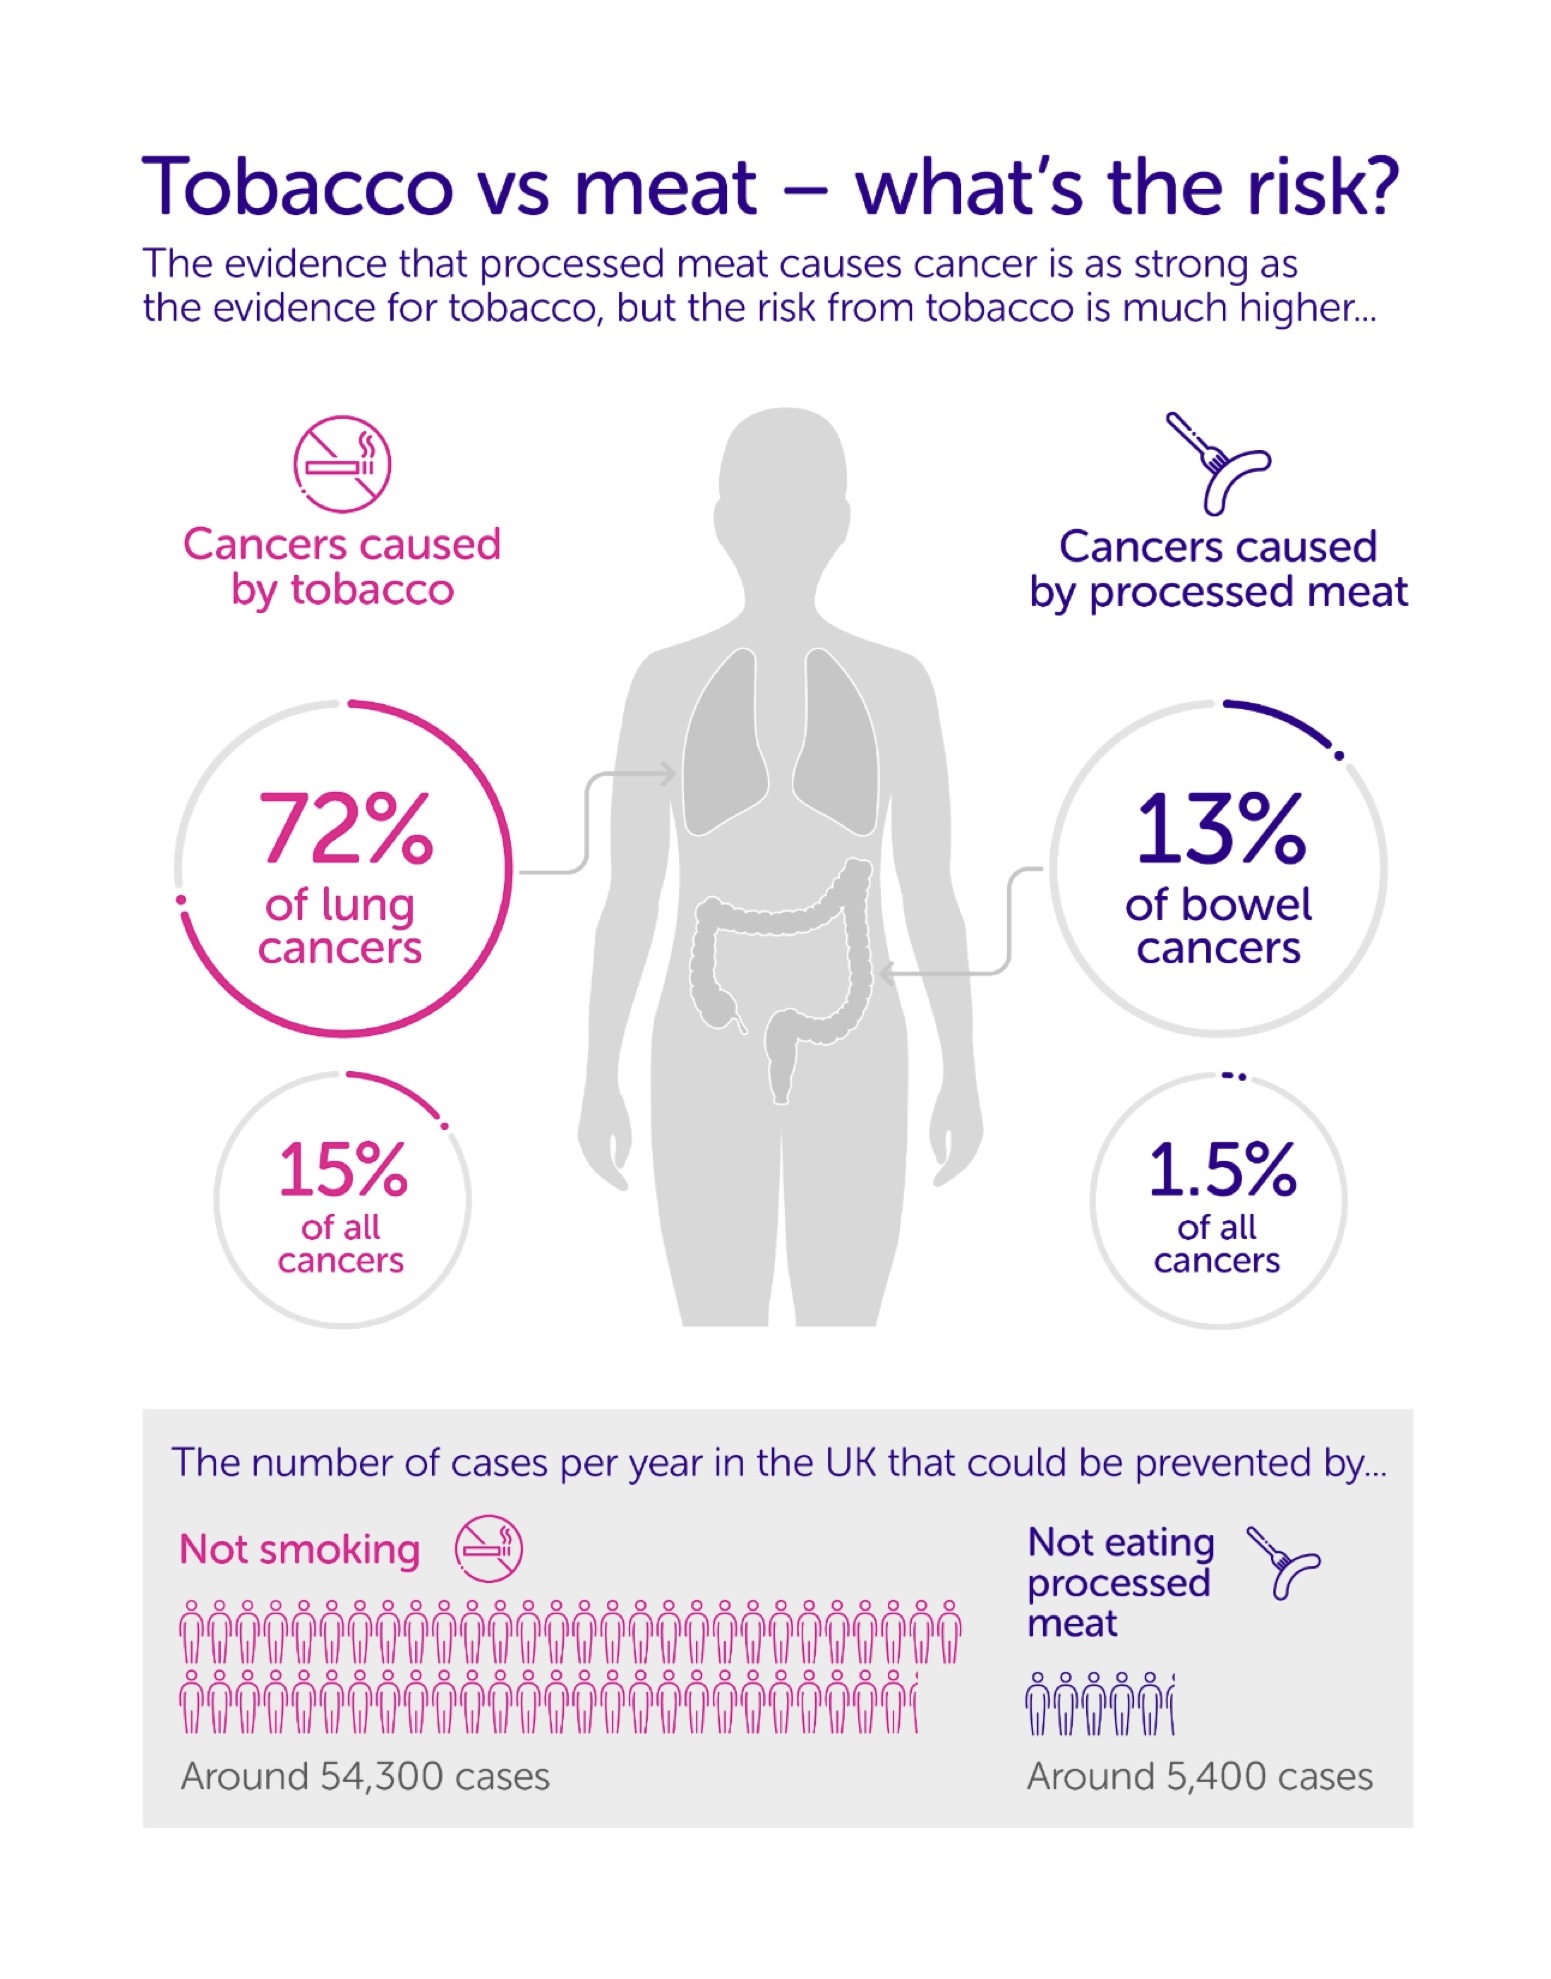 Tobacco vs meat – what's the risk?
The evidence that processed meat causes cancer is as strong as
the evidence for tobacco, but the risk from tobacco is much higher...
Cancers caused
by tobacco
72%
of lung
cancers
15%
of all
cancers
Cancers caused
by processed meat
13%
of bowel
cancers
1.5%
of all
cancers
The number of cases per year in the UK that could be prevented by...
Not smoking
Around 54,300 cases
Not eating
processed
meat
Around 5,400 cases